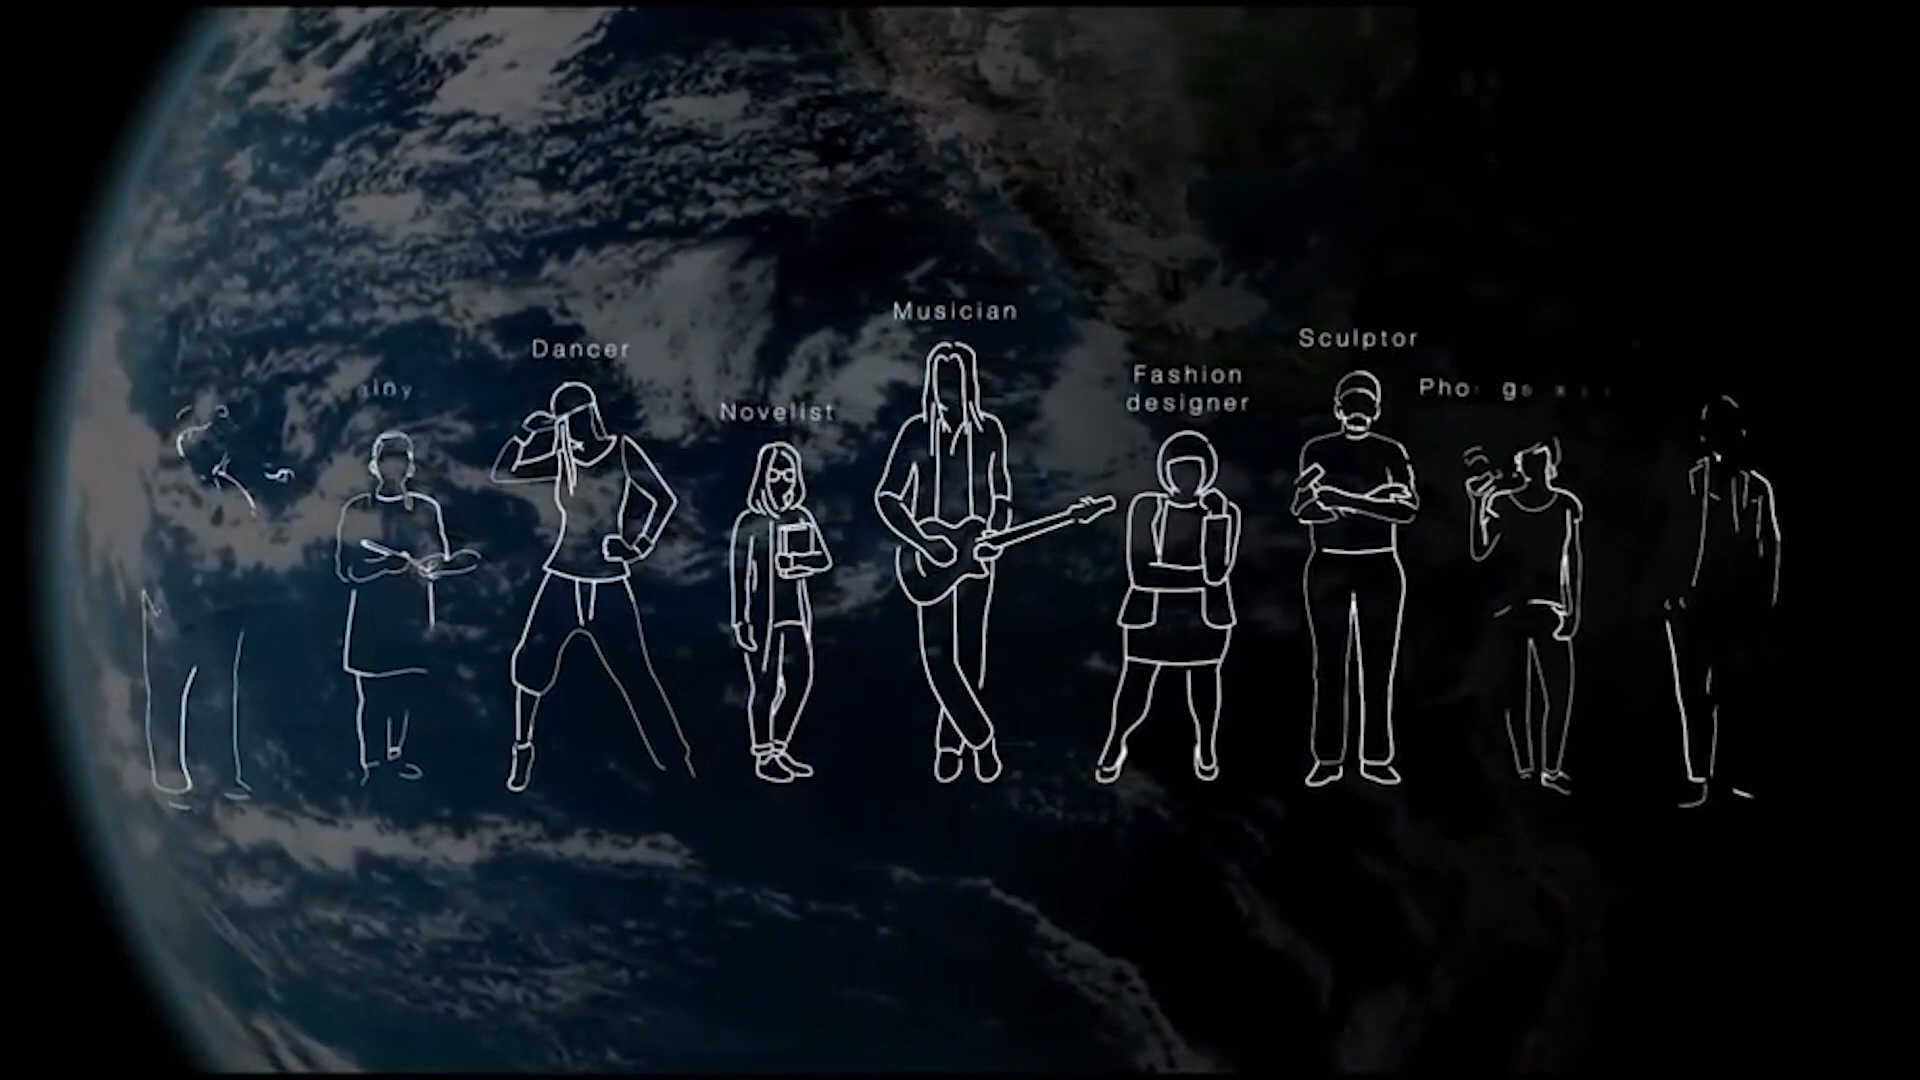 Musician
Sculptor
Dancer
Fashion
designer
Novelist